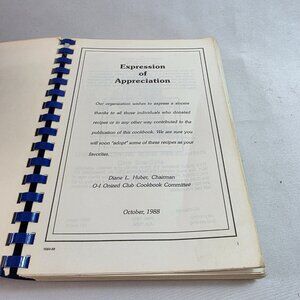 Expression
of
Appreciation
Our organization wishes to express a sincere
thanks to all those individuals who donated
recipes or in any other way contributed to the
publication of this cookbook. We are sure you
will soon "adopt" some of these recipes as your
favorites.
Diane L. Huber, Chairman
O-I Onized Club Cookbook Committee
October, 1988